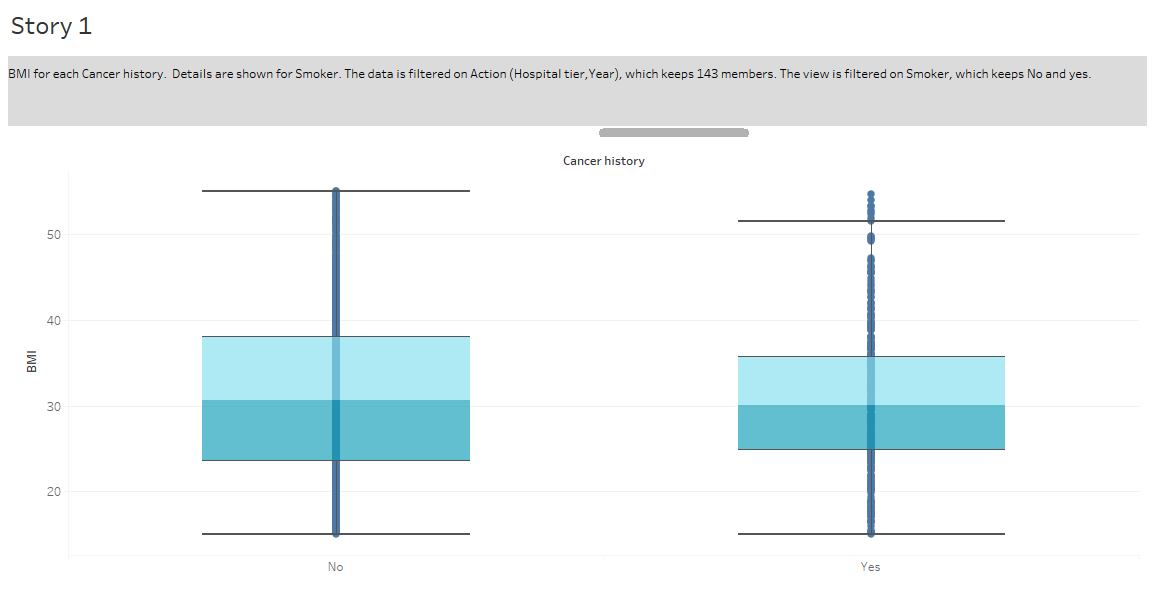 Story 1
BMI for each Cancer history.  Details are shown for Smoker. The data is filtered on Action (Hospital tier,Year), which keeps 143 members. The view is filtered on Smoker, which keeps No and yes.
Cancer history
50
40
BMI
30
20
No
Yes